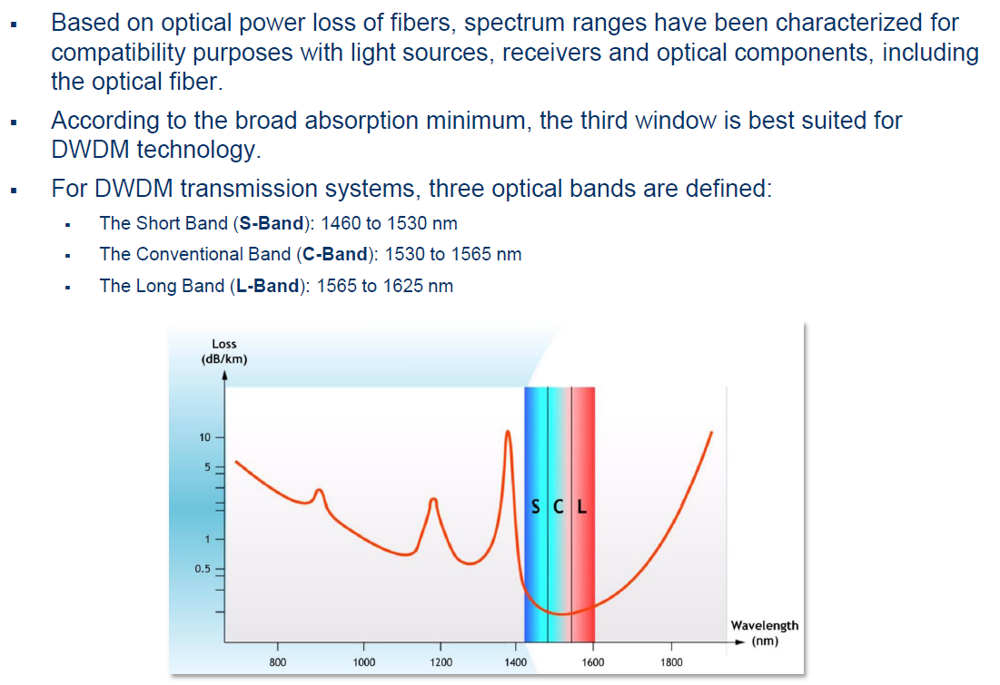 ▪ Based on optical power loss of fibers, spectrum ranges have been characterized for
compatibility purposes with light sources, receivers and optical components, including
the optical fiber.
▪ According to the broad absorption minimum, the third window is best suited for
DWDM technology.
▪ For DWDM transmission systems, three optical bands are defined:
▪ The Short Band (S-Band): 1460 to 1530 nm
▪ The Conventional Band (C-Band): 1530 to 1565 nm
▪ The Long Band (L-Band): 1565 to 1625 nm
Loss
(dB/km)
10
5
1
0.5
S C L
Wavelength
(nm)
800 1000 1200 1400 1600 1800